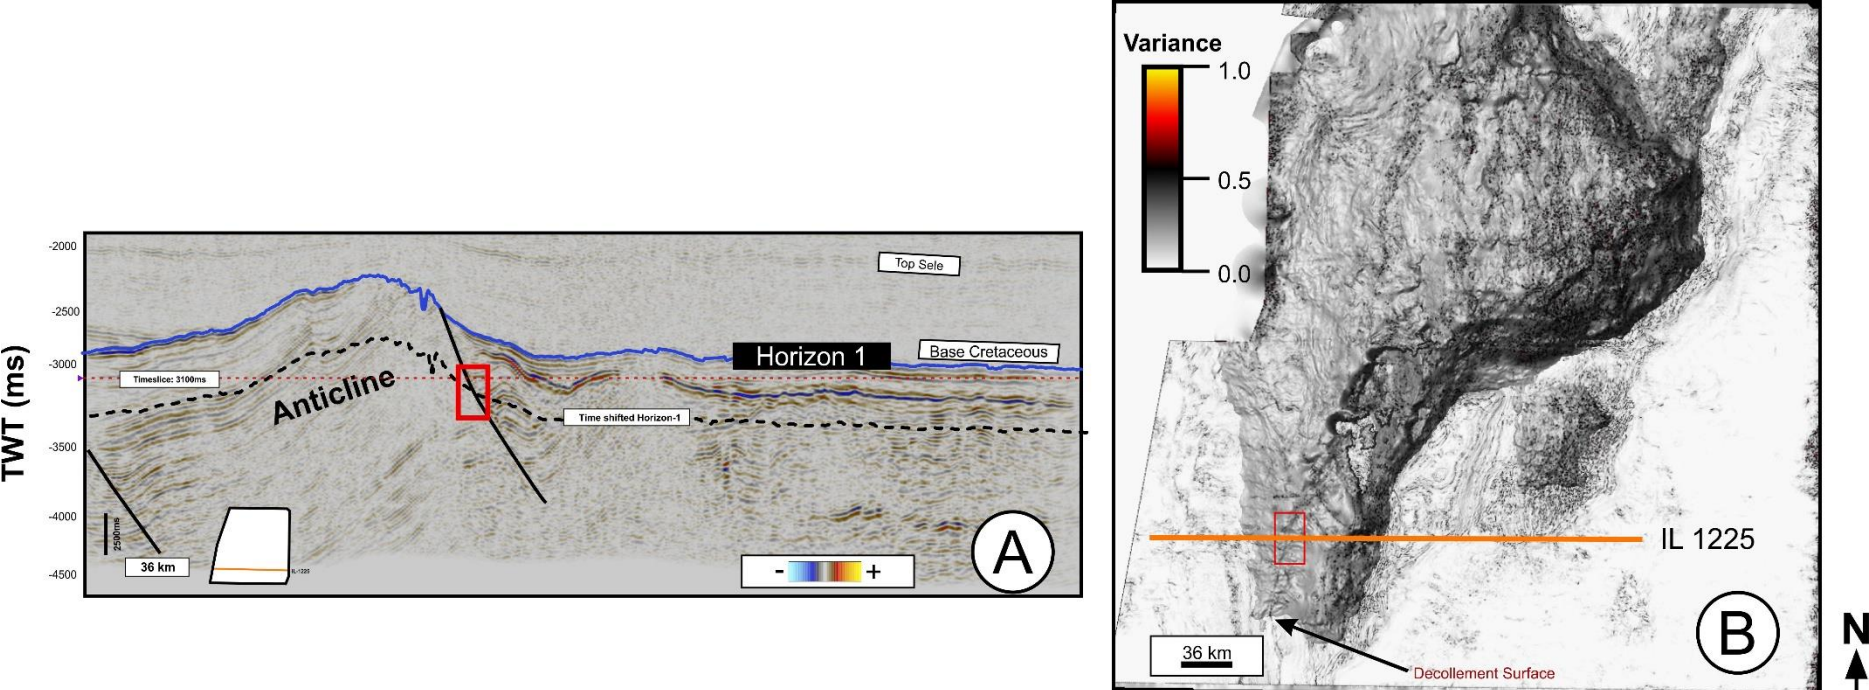 TWT (ms)
-2000
-2500
-3000
-3500
-4000
-4500
Top Sele
Horizon 1
Base Cretaceous
Timeslice: 3100ms
Anticline
Time shifted Horizon-1
2500ms
36 km
IL-1225
- +
A
Variance
1.0
0.5
0.0
IL 1225
B
36 km
Decollement Surface
N